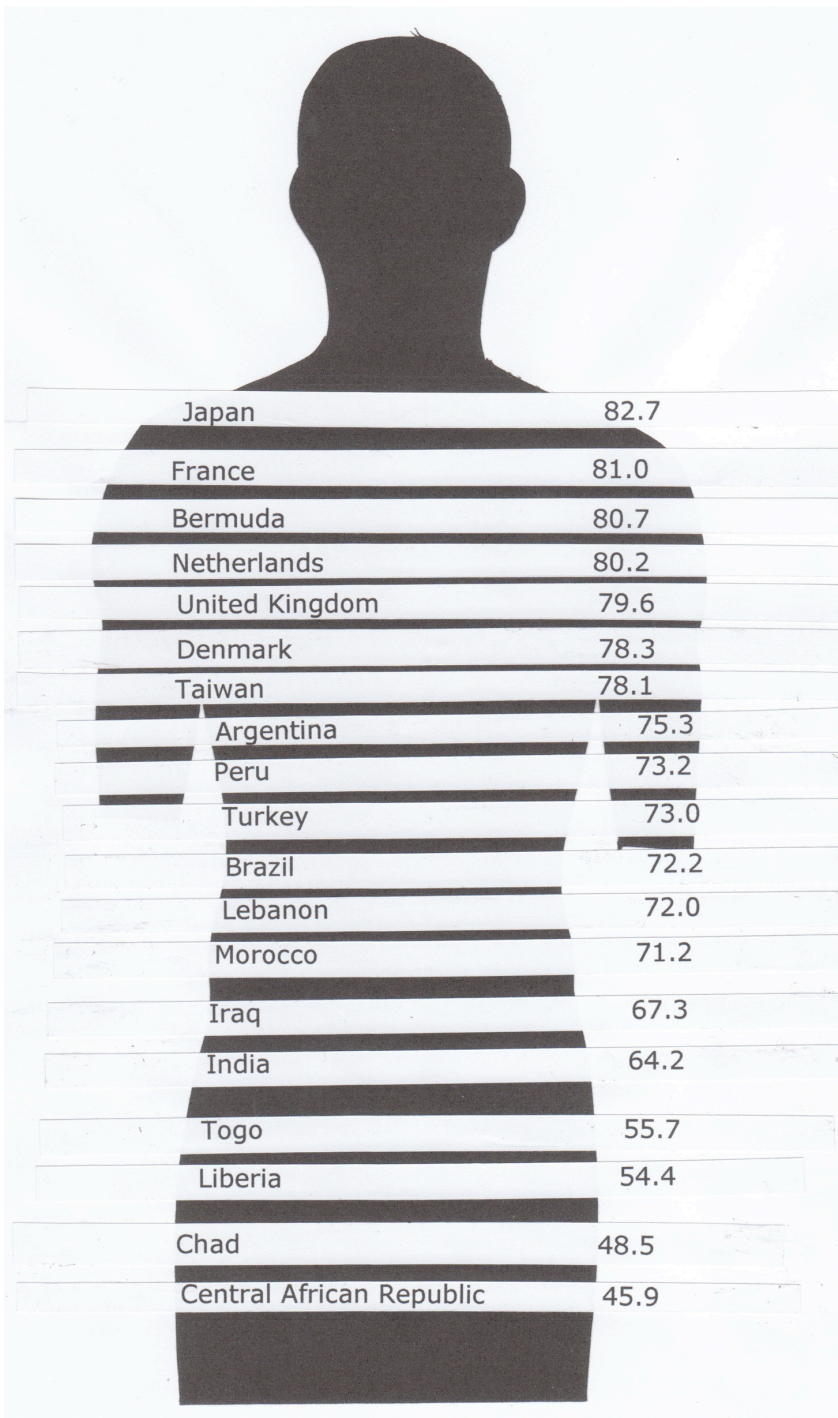 Japan 82.7
France 81.0
Bermuda 80.7
Netherlands 80.2
United Kingdom 79.6
Denmark 78.3
Taiwan 78.1
Argentina 75.3
Peru 73.2
Turkey 73.0
Brazil 72.2
Lebanon 72.0
Morocco 71.2
Iraq 67.3
India 64.2
Togo 55.7
Liberia 54.4
Chad 48.5
Central African Republic 45.9